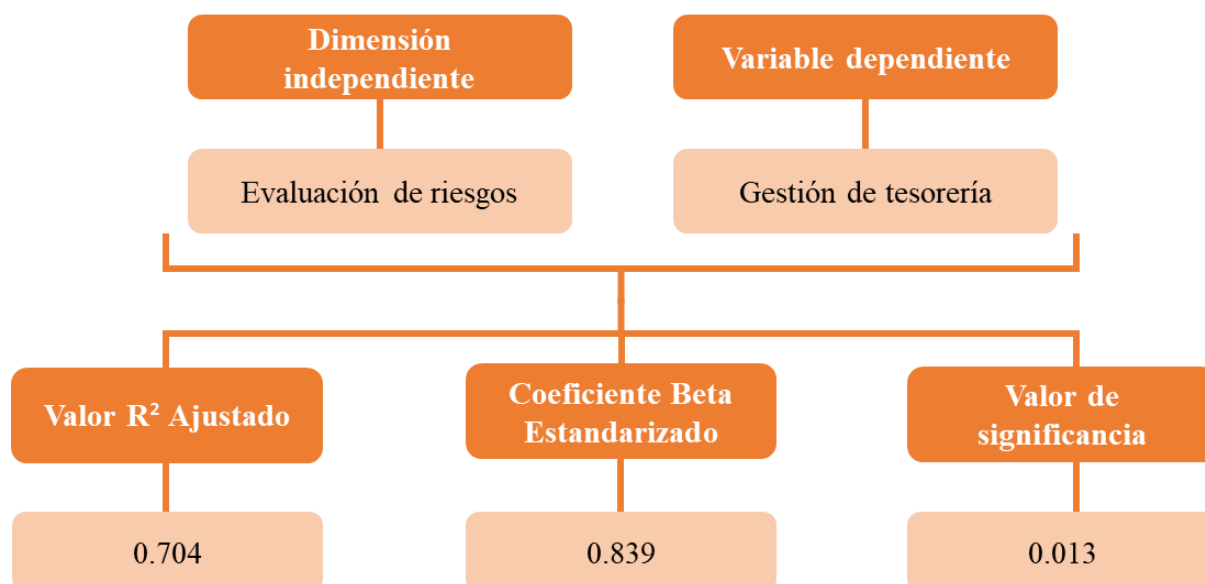 Dimensión
independiente
Variable dependiente
Evaluación de riesgos
Gestión de tesorería
Valor R² Ajustado
Coeficiente Beta
Estandarizado
Valor de
significancia
0.704
0.839
0.013